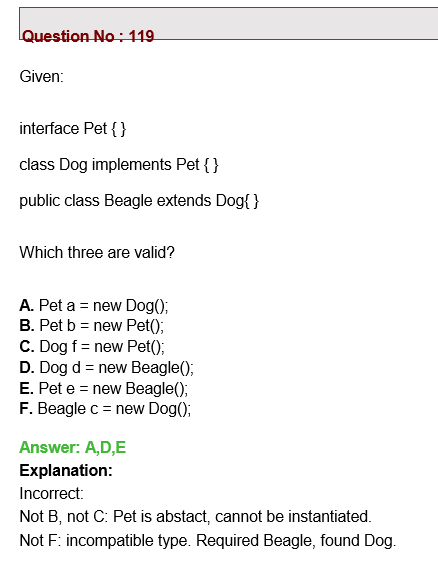 Question No : 119
Given:
interface Pet { }
class Dog implements Pet { }
public class Beagle extends Dog{ }
Which three are valid?
A. Pet a = new Dog();
B. Pet b = new Pet();
C. Dog f = new Pet();
D. Dog d = new Beagle();
E. Pet e = new Beagle();
F. Beagle c = new Dog();
Answer: A,D,E
Explanation:
Incorrect:
Not B, not C: Pet is abstact, cannot be instantiated.
Not F: incompatible type. Required Beagle, found Dog.